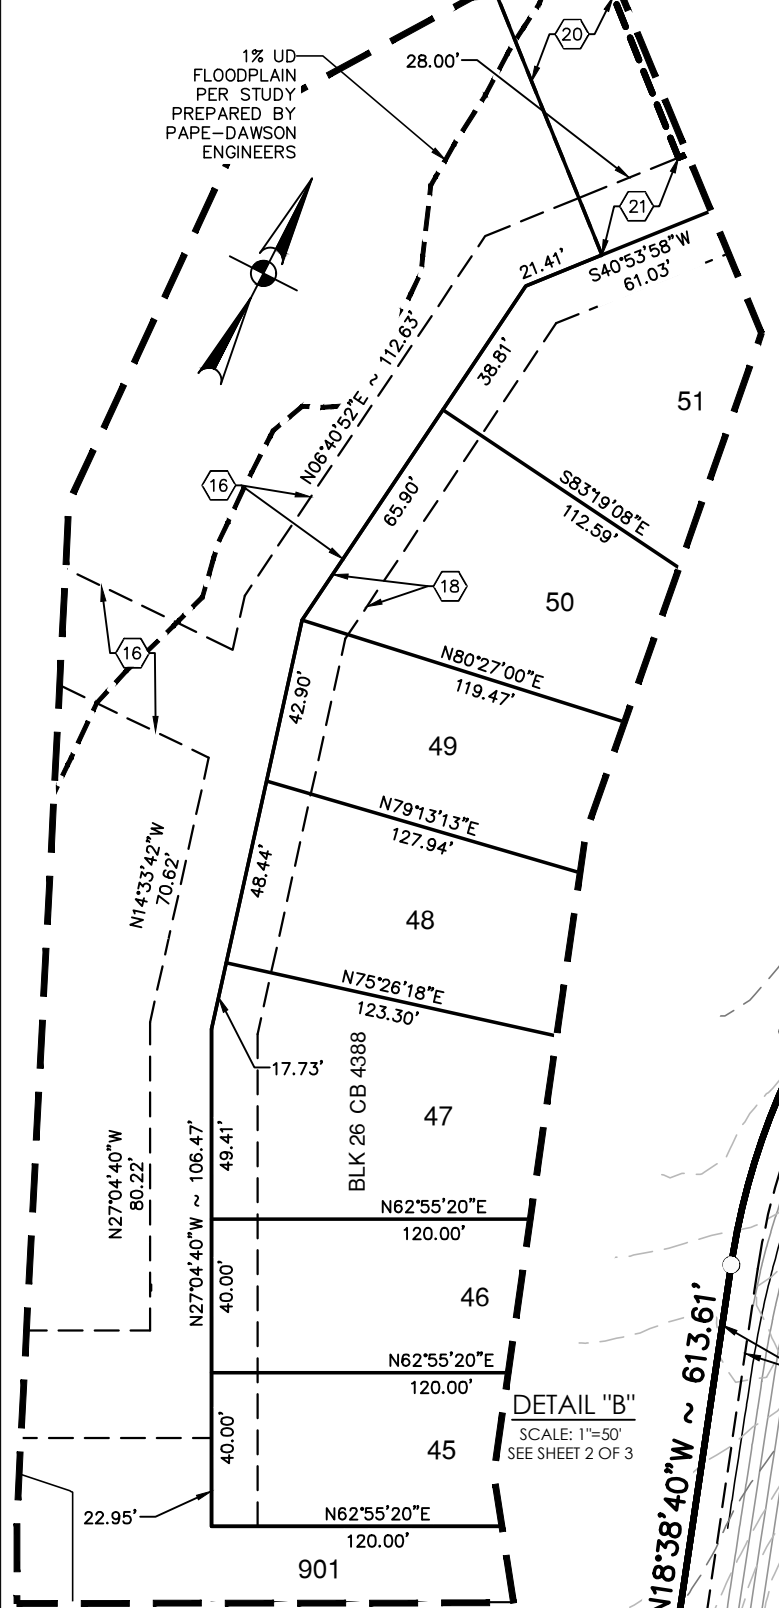 20
1% UD
FLOODPLAIN
PER STUDY
PREPARED BY
PAPE-DAWSON
ENGINEERS
28.00'
21
21.41'
S40°53'58"W
61.03'
N06°40'52"E ~ 112.63'
38.81'
51
16
65.90'
S83°19'08"E
112.59'
18
50
16
N80°27'00"E
119.47'
42.90'
49
N79°13'13"E
127.94'
N14°33'42"W
70.62'
48.44'
48
N75°26'18"E
123.30'
17.73'
BLK 26 CB 4388
47
N27°04'40"W
80.22'
N27°04'40"W ~ 106.47'
49.41'
N62°55'20"E
120.00'
40.00'
46
N62°55'20"E
120.00'
N18°38'40"W ~ 613.61'
DETAIL "B"
SCALE: 1"=50'
SEE SHEET 2 OF 3
40.00'
45
22.95'
N62°55'20"E
120.00'
901